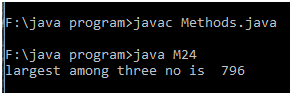 F:\java program>javac Methods.java
F:\java program>java M24
largest among three no is  796